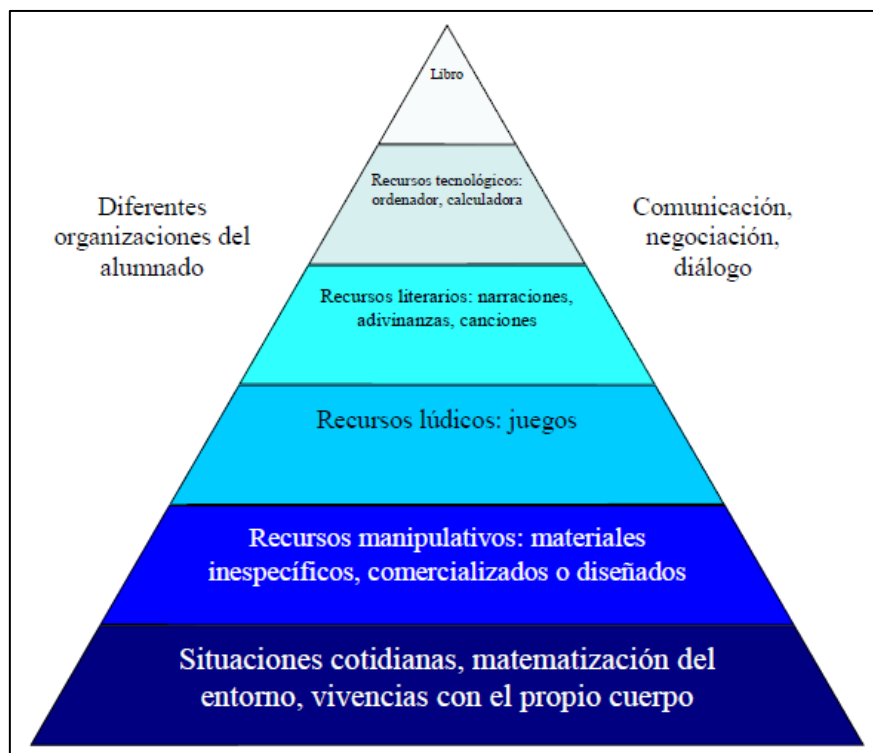 Libro
Recursos tecnológicos:
ordenador, calculadora
Diferentes
organizaciones del
alumnado
Comunicación,
negociación,
diálogo
Recursos literarios: narraciones,
adivinanzas, canciones
Recursos lúdicos: juegos
Recursos manipulativos: materiales
inespecíficos, comercializados o diseñados
Situaciones cotidianas, matematización del
entorno, vivencias con el propio cuerpo